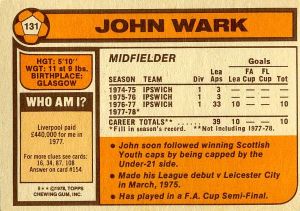 131
JOHN WARK
HGT: 5'10"
WGT: 11 st 9 lbs.
BIRTHPLACE:
GLASGOW
WHO AM I?
Liverpool paid
£440,000 for me in
1977.
For more clues see cards:
16, 34, 87, 121
Answer on card #154
MIDFIELDER
Goals
Lea FA FL
SEASON TEAM Div Aps Lea Cup Cup Tot
1974-75 IPSWICH 1 3 — — — —
1975-76 IPSWICH 1 3 — — — —
1976-77 IPSWICH 1 33 10 — — 10
1977-78*
CAREER TOTALS** 39 10 — — 10
*Fill in season's record. **Not Including 1977-78.
• John soon followed winning Scottish
Youth caps by being capped by the
Under-21 side.
• Made his League debut v Leicester City
in March, 1975.
• Has played in a F.A. Cup Semi-Final.
©1978, TOPPS
CHEWING GUM, INC.